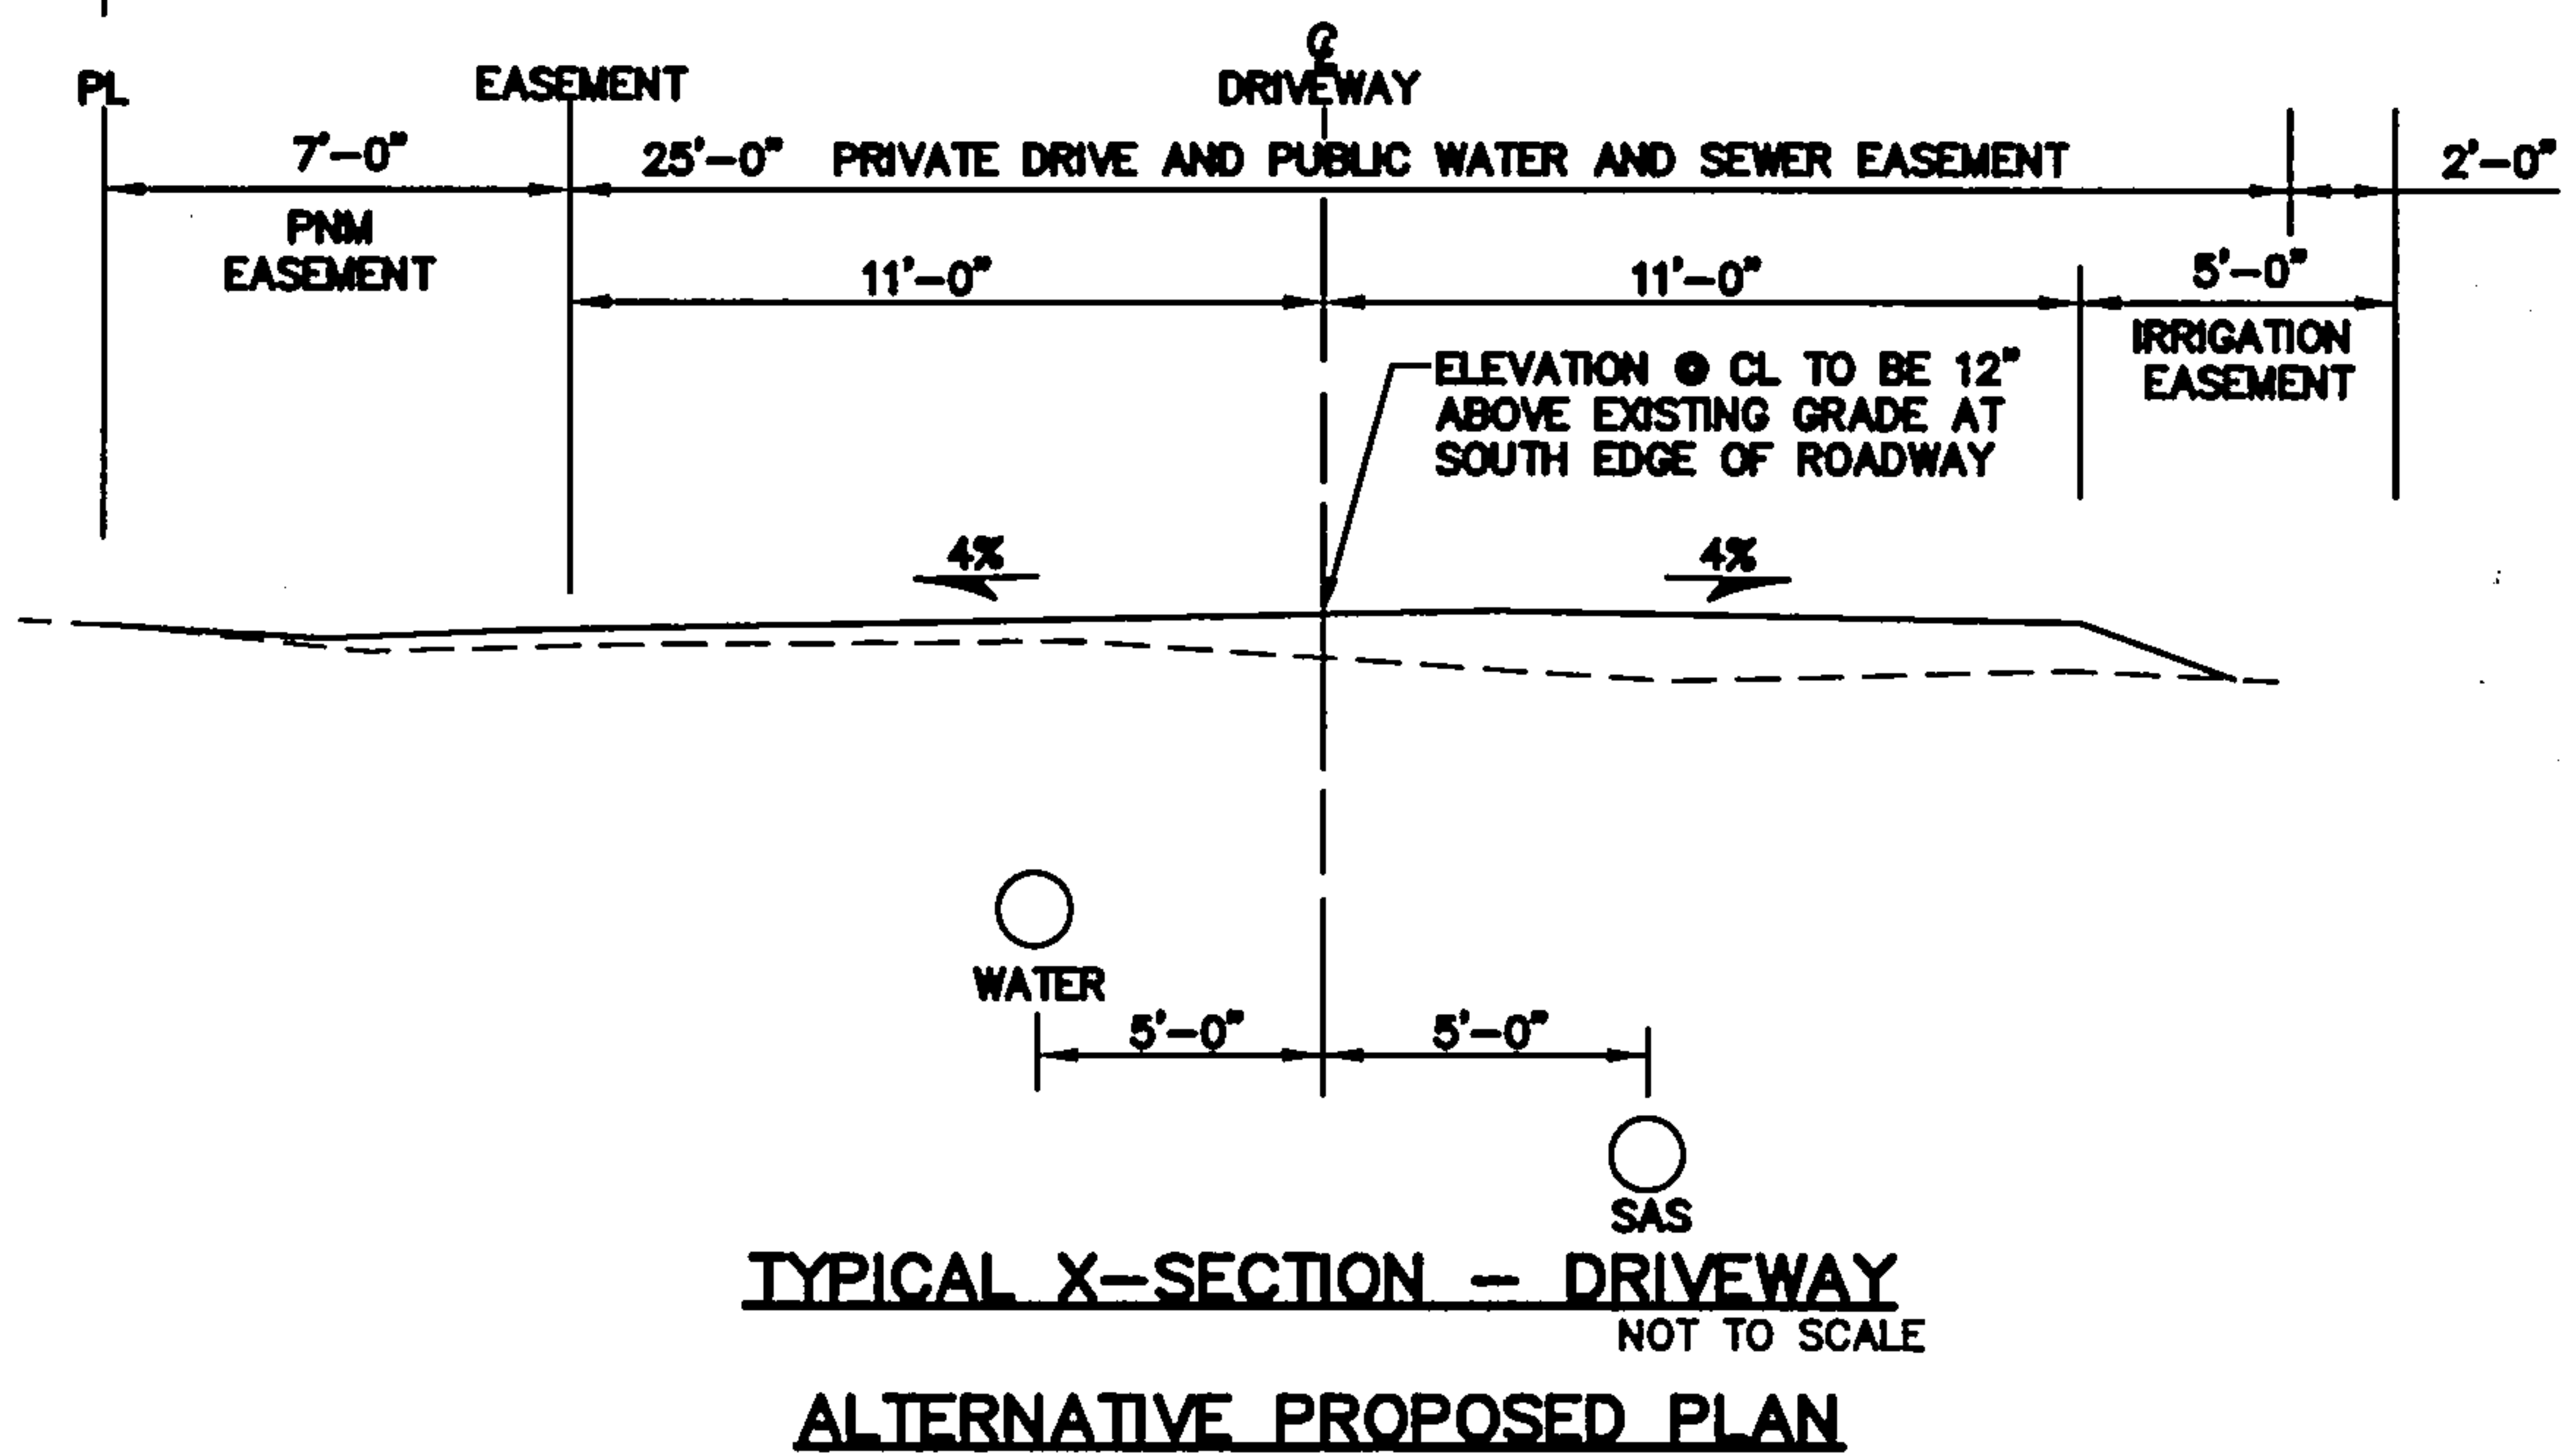 ℄
PL
EASEMENT
DRIVEWAY
7'-0"
25'-0" PRIVATE DRIVE AND PUBLIC WATER AND SEWER EASEMENT
2'-0"
PNM
EASEMENT
11'-0"
11'-0"
5'-0"
IRRIGATION
EASEMENT
ELEVATION @ CL TO BE 12"
ABOVE EXISTING GRADE AT
SOUTH EDGE OF ROADWAY
4%
4%
WATER
5'-0"
5'-0"
SAS
TYPICAL X-SECTION - DRIVEWAY
NOT TO SCALE
ALTERNATIVE PROPOSED PLAN